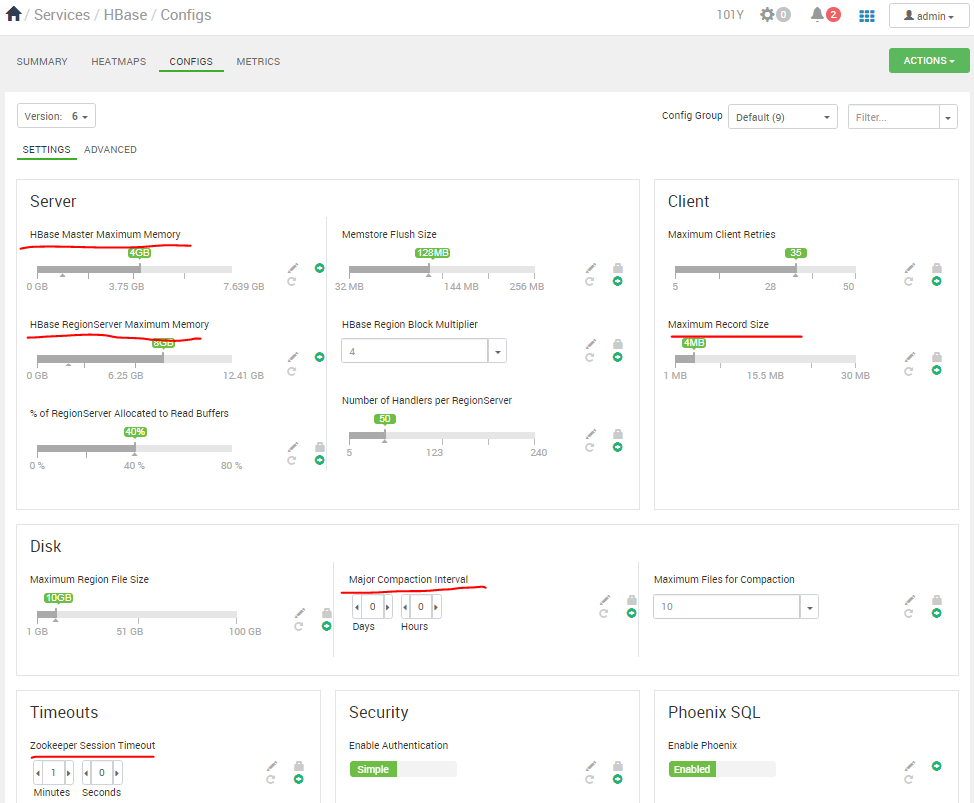 / Services / HBase / Configs
101Y
0
2
admin
SUMMARY
HEATMAPS
CONFIGS
METRICS
ACTIONS
Version: 6
Config Group
Default (9)
Filter...
SETTINGS
ADVANCED
Server
HBase Master Maximum Memory
4GB
0 GB
3.75 GB
7.639 GB
HBase RegionServer Maximum Memory
8GB
0 GB
6.25 GB
12.41 GB
% of RegionServer Allocated to Read Buffers
40%
0 %
40 %
80 %
Memstore Flush Size
128MB
32 MB
144 MB
256 MB
HBase Region Block Multiplier
4
Number of Handlers per RegionServer
50
5
123
240
Client
Maximum Client Retries
35
5
28
50
Maximum Record Size
4MB
1 MB
15.5 MB
30 MB
Disk
Maximum Region File Size
10GB
1 GB
51 GB
100 GB
Major Compaction Interval
0
0
Days
Hours
Maximum Files for Compaction
10
Timeouts
Zookeeper Session Timeout
1
0
Minutes
Seconds
Security
Enable Authentication
Simple
Phoenix SQL
Enable Phoenix
Enabled